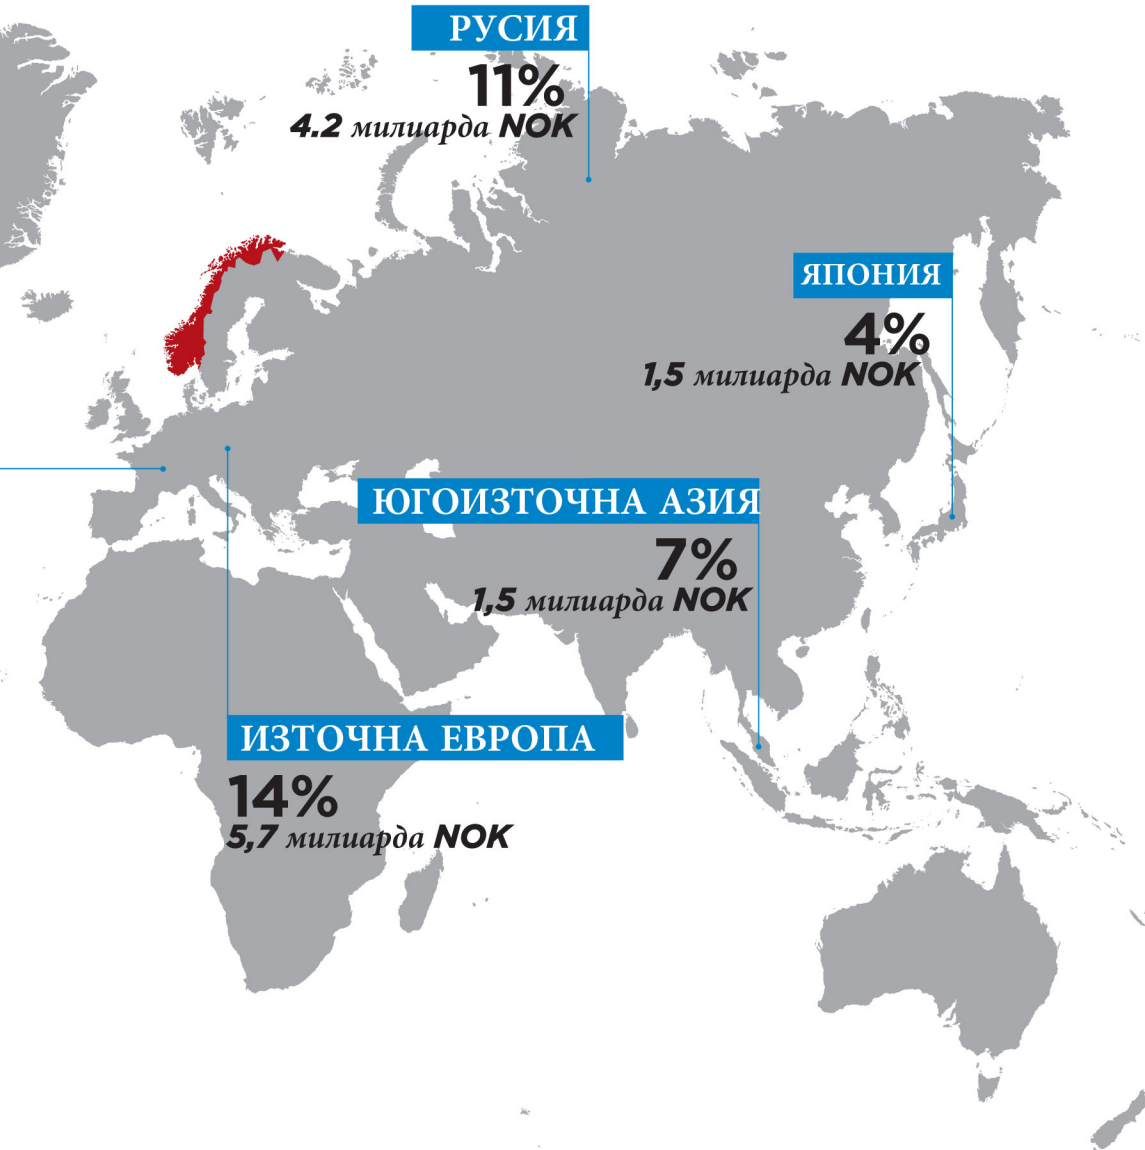 РУСИЯ
11%
4.2 милиарда NOK
ЯПОНИЯ
4%
1,5 милиарда NOK
ЮГОИЗТОЧНА АЗИЯ
7%
1,5 милиарда NOK
ИЗТОЧНА ЕВРОПА
14%
5,7 милиарда NOK